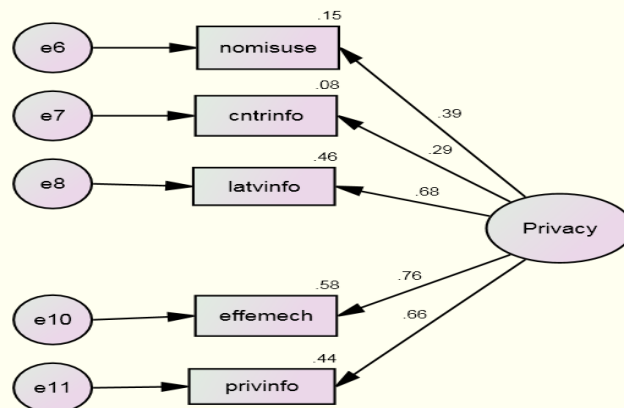 .15
e6
nomisuse
.39
.08
e7
cntrinfo
.29
.46
e8
latvinfo
.68
Privacy
.58
.76
e10
effemech
.66
.44
e11
privinfo